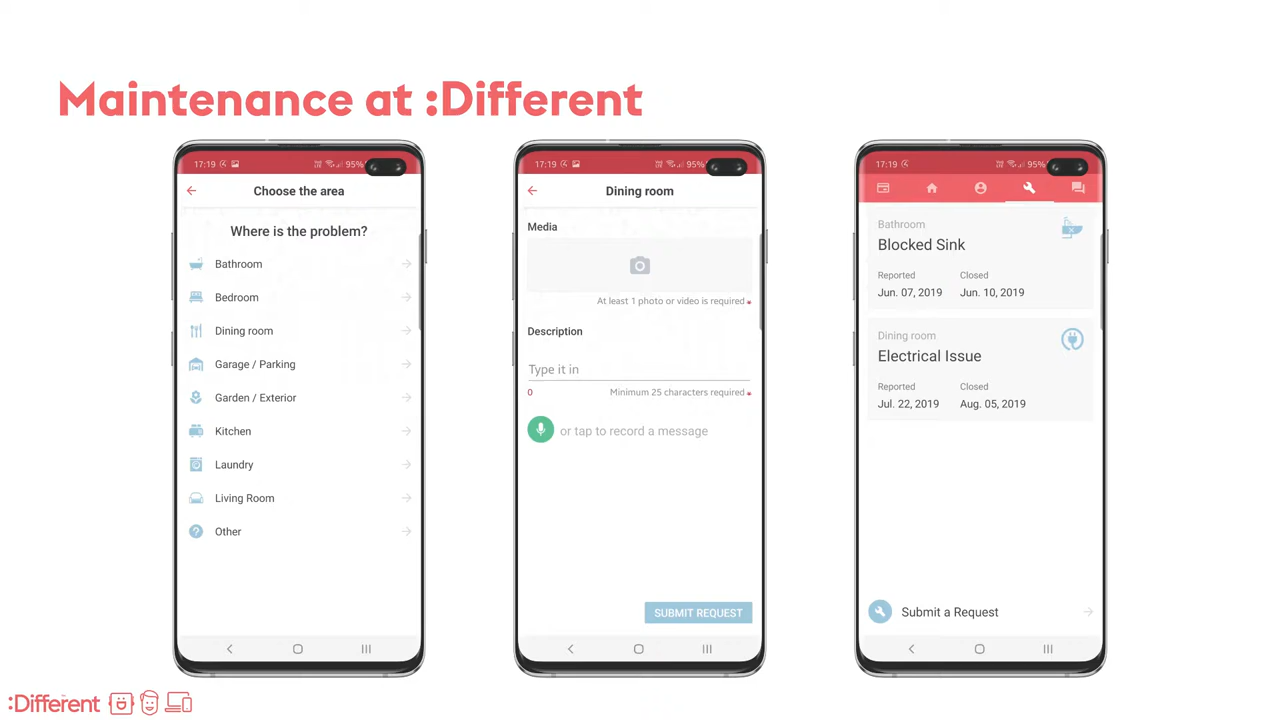 Maintenance at :Different
17:19 95%
Choose the area
Where is the problem?
Bathroom
Bedroom
Dining room
Garage / Parking
Garden / Exterior
Kitchen
Laundry
Living Room
Other
17:19 95%
Dining room
Media
At least 1 photo or video is required *
Description
Type it in
0 Minimum 25 characters required *
or tap to record a message
SUBMIT REQUEST
17:19 95%
Bathroom
Blocked Sink
Reported Closed
Jun. 07, 2019 Jun. 10, 2019
Dining room
Electrical Issue
Reported Closed
Jul. 22, 2019 Aug. 05, 2019
Submit a Request
:Different